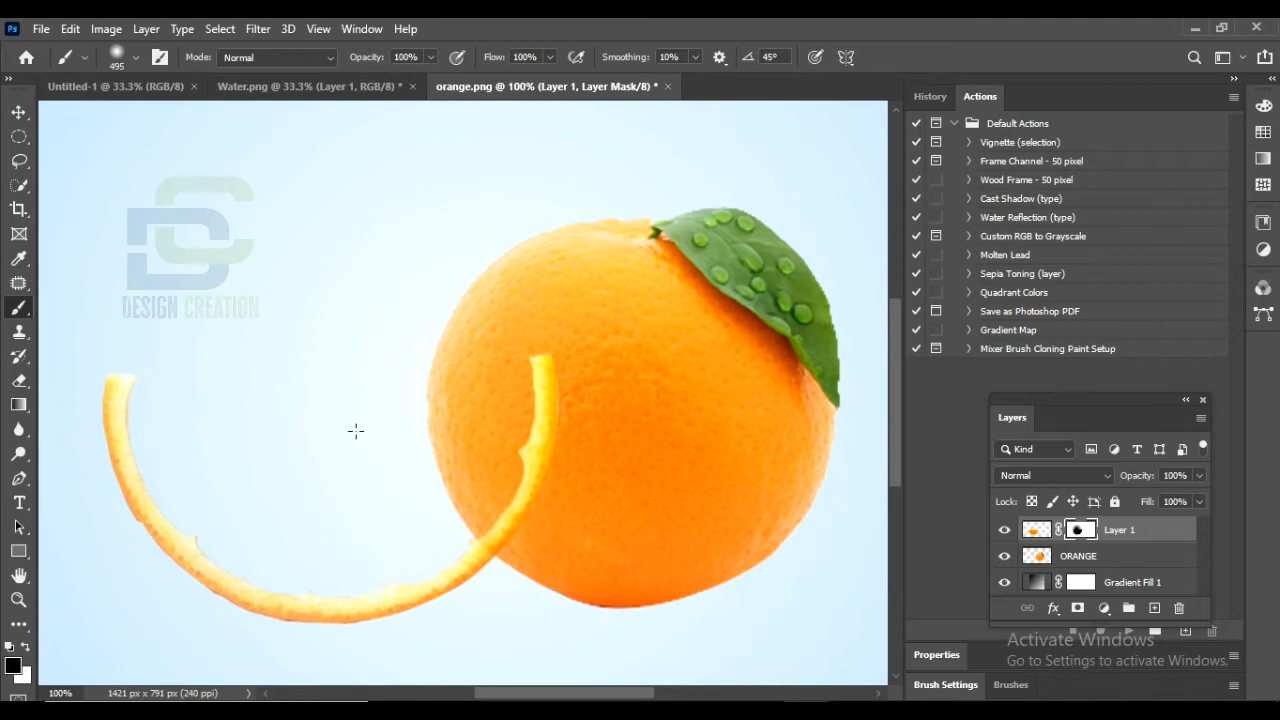 Ps File Edit Image Layer Type Select Filter 3D View Window Help
495 Mode: Normal Opacity: 100% Flow: 100% Smoothing: 10% 45°
Untitled-1 @ 33.3% (RGB/8) × Water.png @ 33.3% (Layer 1, RGB/8) * × orange.png @ 100% (Layer 1, Layer Mask/8) * ×
History Actions
Default Actions
Vignette (selection)
Frame Channel - 50 pixel
Wood Frame - 50 pixel
Cast Shadow (type)
Water Reflection (type)
Custom RGB to Grayscale
Molten Lead
Sepia Toning (layer)
Quadrant Colors
Save as Photoshop PDF
Gradient Map
Mixer Brush Cloning Paint Setup
DC
DESIGN CREATION
Layers
Kind
Normal Opacity: 100%
Lock: Fill: 100%
Layer 1
ORANGE
Gradient Fill 1
fx
Activate Windows
Go to Settings to activate Windows.
Properties
Brush Settings Brushes
100% 1421 px x 791 px (240 ppi)